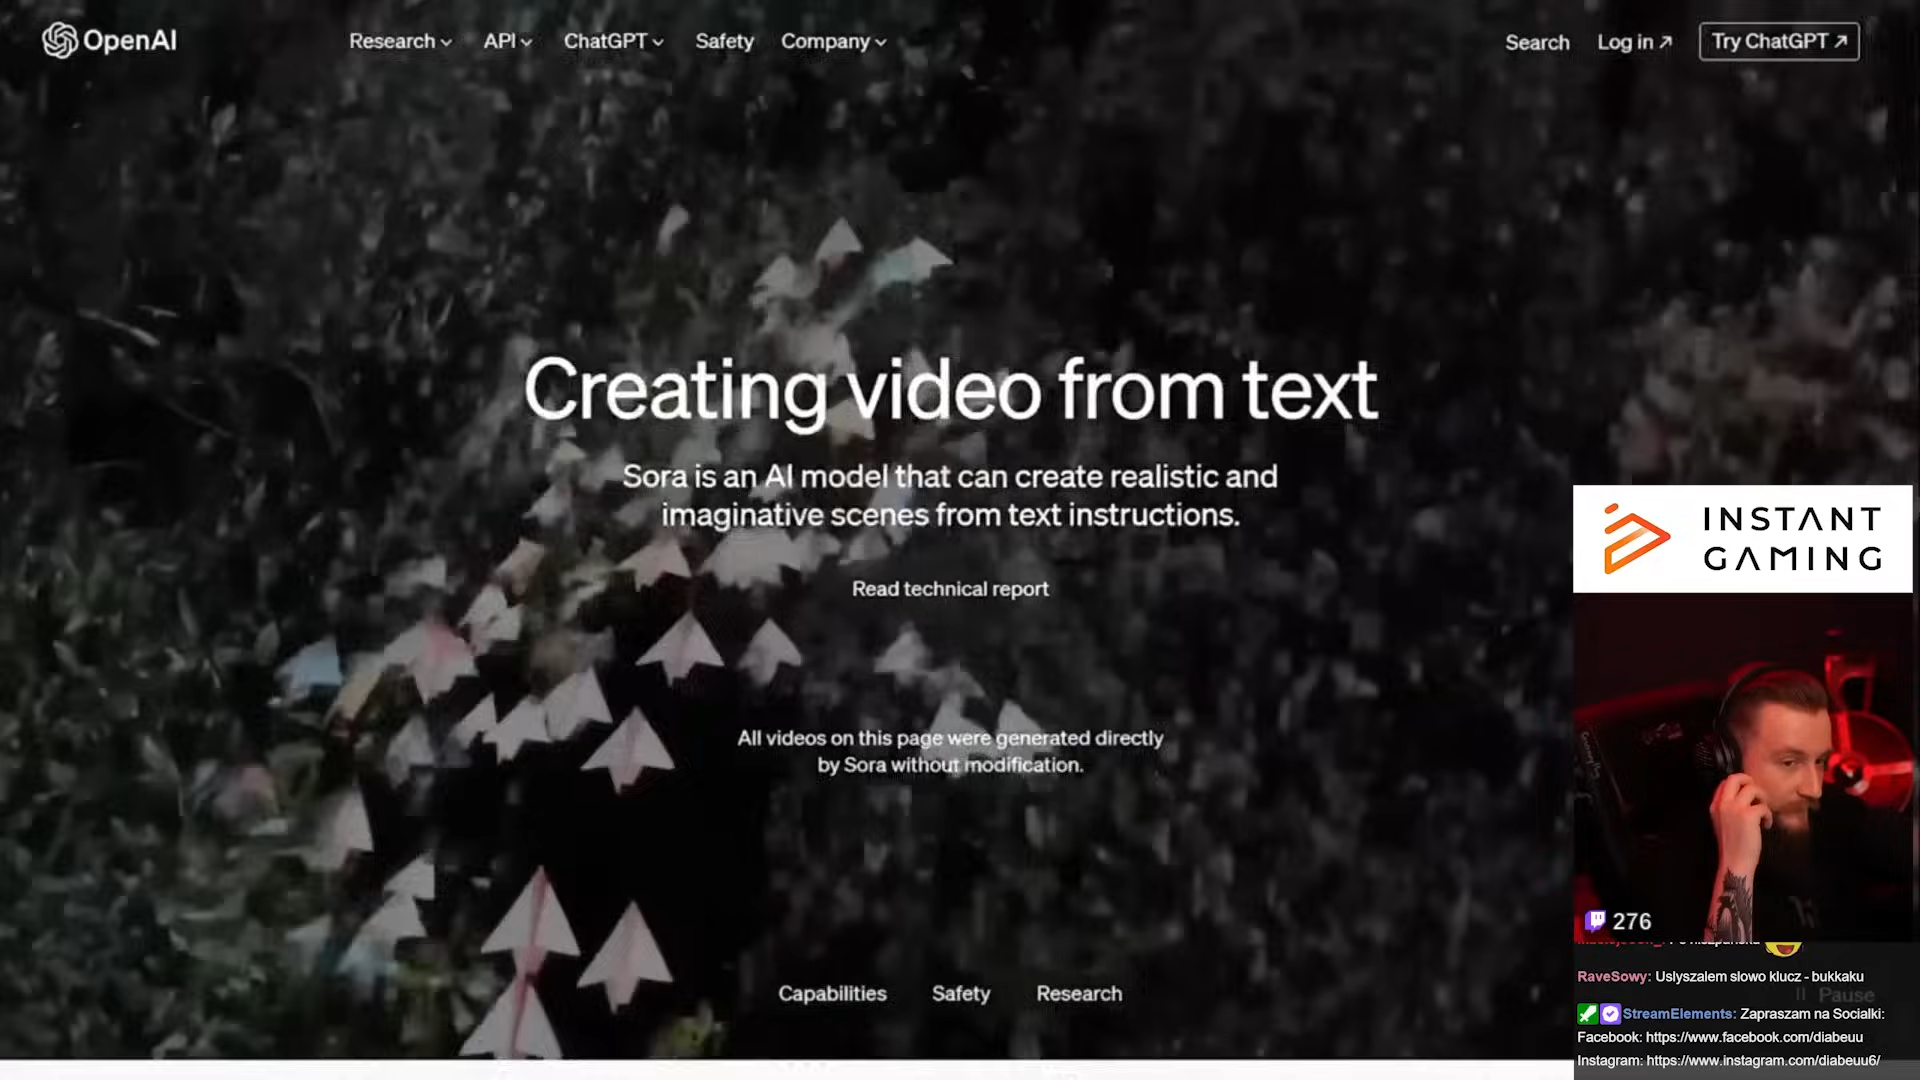 OpenAI
Research API ChatGPT Safety Company
Search Log in Try ChatGPT
Creating video from text
Sora is an AI model that can create realistic and
imaginative scenes from text instructions.
Read technical report
All videos on this page were generated directly
by Sora without modification.
Capabilities Safety Research
INSTANT
GAMING
276
RaveSowy: Uslyszalem slowo klucz - bukkaku
Pause
StreamElements: Zapraszam na Socialki:
Facebook: https://www.facebook.com/diabeuu
Instagram: https://www.instagram.com/diabeuu6/